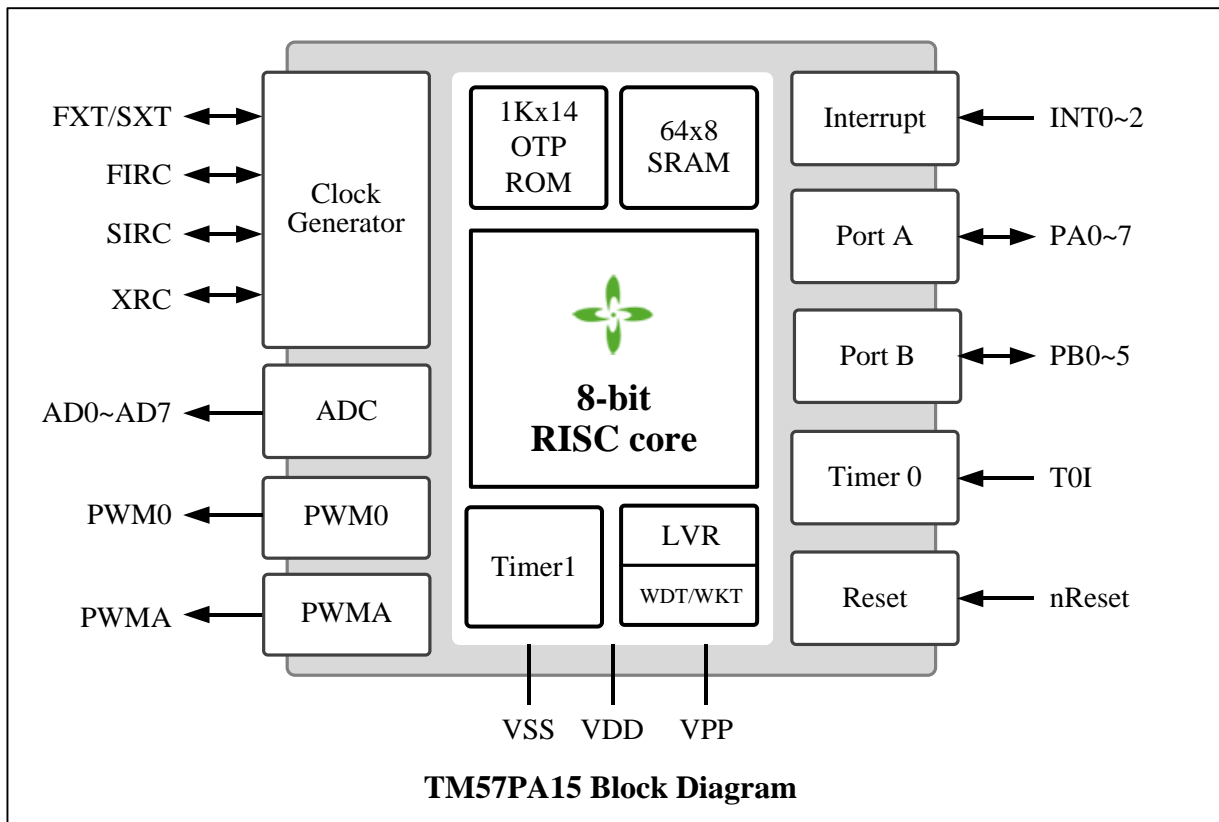 FXT/SXT
FIRC
SIRC
XRC
Clock
Generator
AD0~AD7
ADC
PWM0
PWM0
PWMA
PWMA
1Kx14
OTP
ROM
64x8
SRAM
8-bit
RISC core
Timer1
LVR
WDT/WKT
Interrupt
INT0~2
Port A
PA0~7
Port B
PB0~5
Timer 0
T0I
Reset
nReset
VSS
VDD
VPP
TM57PA15 Block Diagram